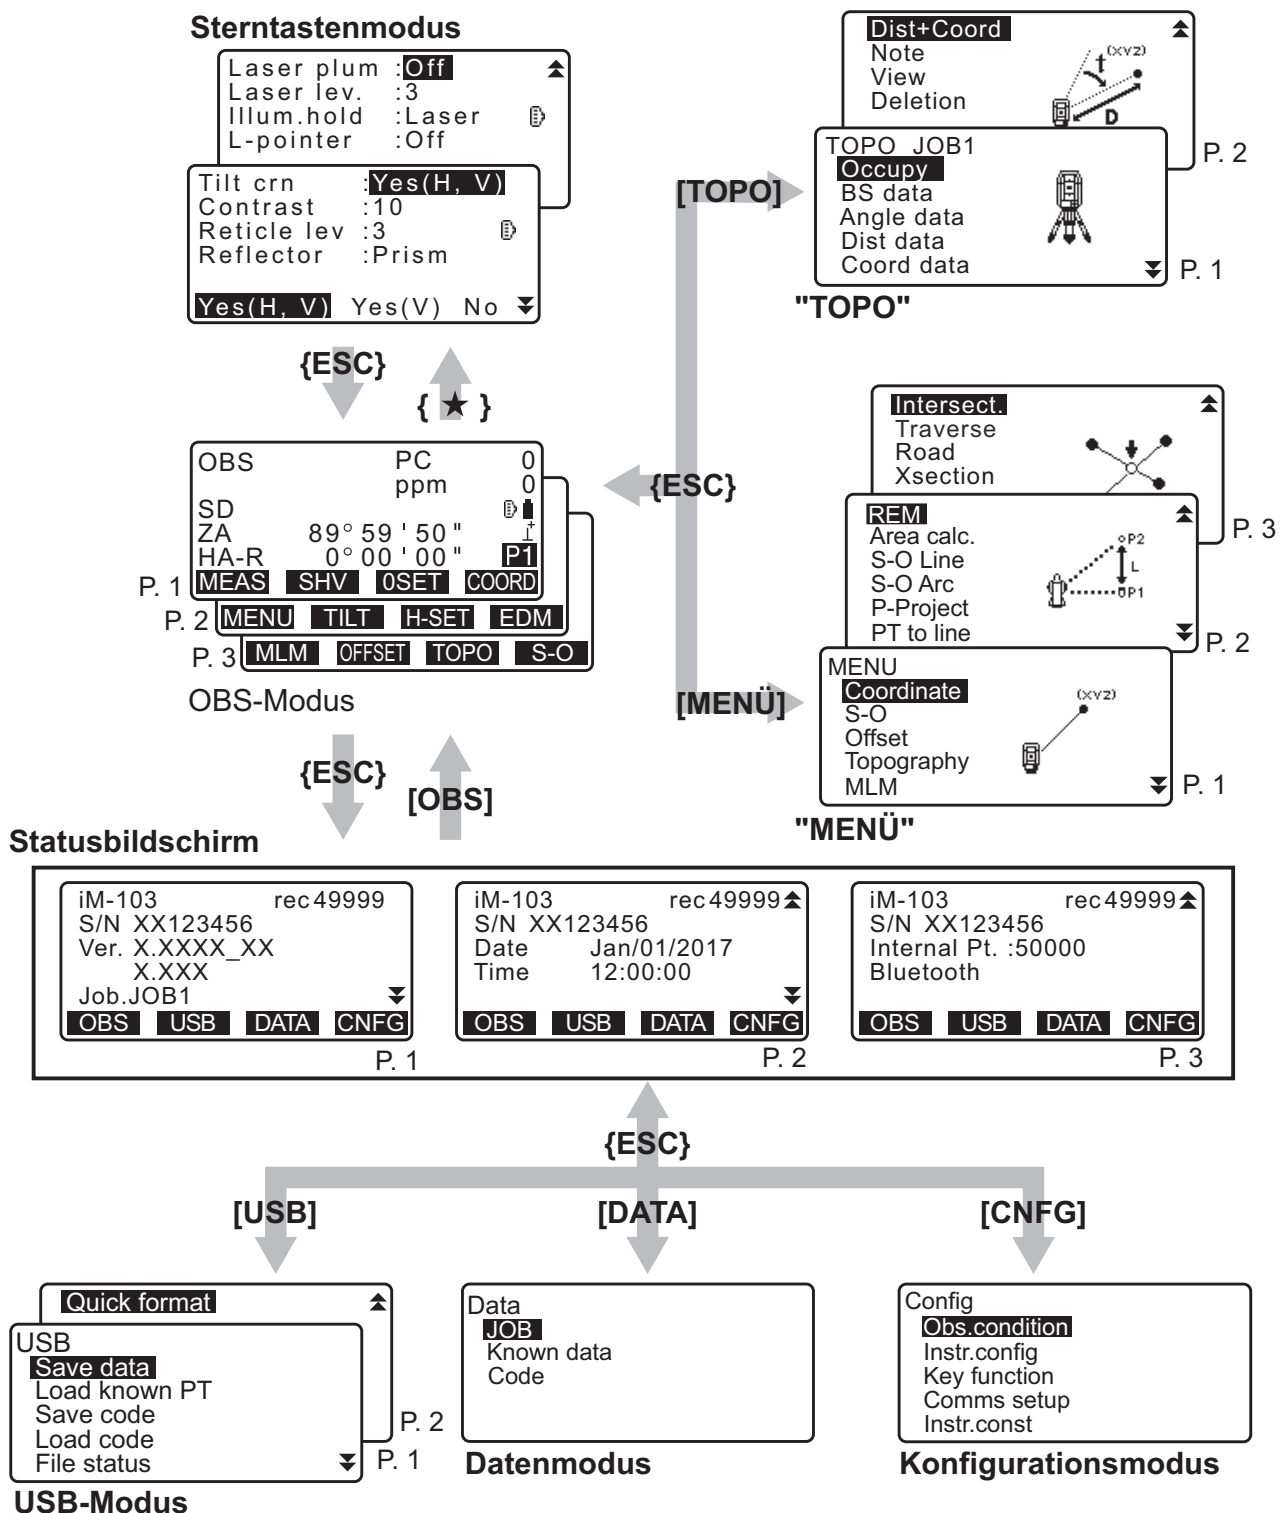 Sterntastenmodus
Laser plum :Off
Laser lev. :3
Illum.hold :Laser
L-pointer :Off
Tilt crn :Yes(H, V)
Contrast :10
Reticle lev :3
Reflector :Prism
Yes(H, V) Yes(V) No
{ESC}
{ ★ }
OBS PC 0
ppm 0
SD
ZA 89° 59 ' 50 "
HA-R 0° 00 ' 00 " P1
P. 1 MEAS SHV 0SET COORD
P. 2 MENU TILT H-SET EDM
P. 3 MLM OFFSET TOPO S-O
OBS-Modus
{ESC}
[OBS]
[TOPO]
{ESC}
[MENÜ]
Dist+Coord
Note
View
Deletion
(XYZ)
D
P. 2
TOPO JOB1
Occupy
BS data
Angle data
Dist data
Coord data
P. 1
"TOPO"
Intersect.
Traverse
Road
Xsection
P. 3
REM
Area calc.
S-O Line
S-O Arc
P-Project
PT to line
P2
L
P1
P. 2
MENU
Coordinate
S-O
Offset
Topography
MLM
(XYZ)
P. 1
"MENÜ"
Statusbildschirm
iM-103 rec 49999
S/N XX123456
Ver. X.XXXX_XX
X.XXX
Job.JOB1
OBS USB DATA CNFG
P. 1
iM-103 rec 49999
S/N XX123456
Date Jan/01/2017
Time 12:00:00
OBS USB DATA CNFG
P. 2
iM-103 rec 49999
S/N XX123456
Internal Pt. :50000
Bluetooth
OBS USB DATA CNFG
P. 3
{ESC}
[USB] [DATA] [CNFG]
Quick format
P. 2
USB
Save data
Load known PT
Save code
Load code
File status
P. 1
USB-Modus
Data
JOB
Known data
Code
Datenmodus
Config
Obs.condition
Instr.config
Key function
Comms setup
Instr.const
Konfigurationsmodus